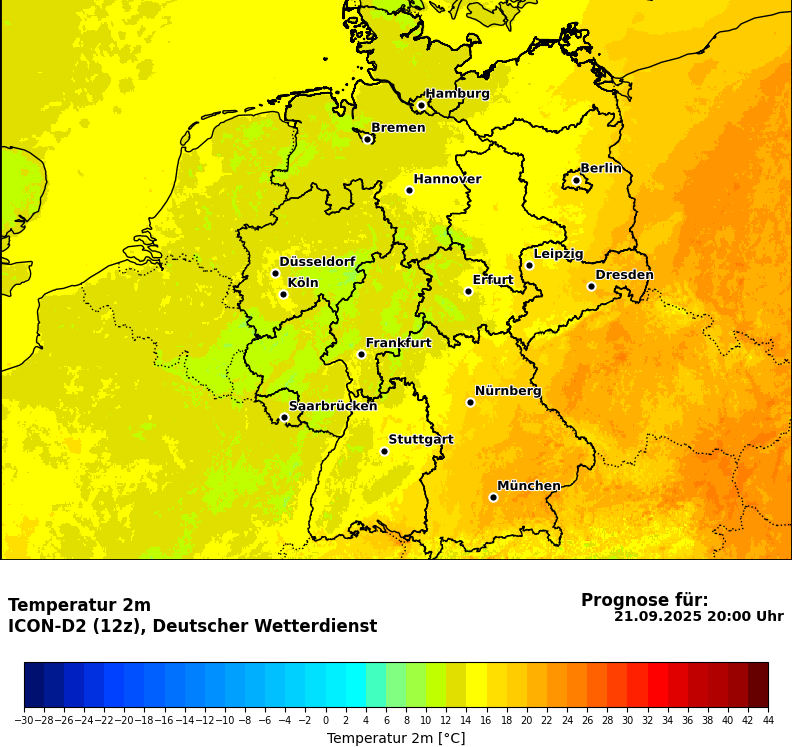 Hamburg
Bremen
Berlin
Hannover
Leipzig
Düsseldorf
Dresden
Köln
Erfurt
Frankfurt
Nürnberg
Saarbrücken
Stuttgart
München
Temperatur 2m
ICON-D2 (12z), Deutscher Wetterdienst
Prognose für:
21.09.2025 20:00 Uhr
−30 −28 −26 −24 −22 −20 −18 −16 −14 −12 −10 −8 −6 −4 −2 0 2 4 6 8 10 12 14 16 18 20 22 24 26 28 30 32 34 36 38 40 42 44
Temperatur 2m [°C]